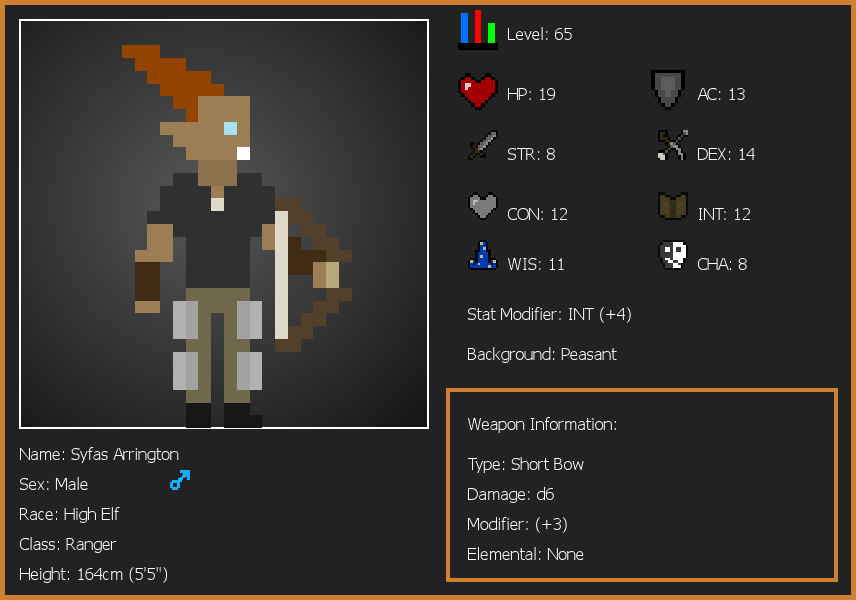 Level: 65
HP: 19
AC: 13
STR: 8
DEX: 14
CON: 12
INT: 12
WIS: 11
CHA: 8
Stat Modifier: INT (+4)
Background: Peasant
Weapon Information:
Type: Short Bow
Damage: d6
Modifier: (+3)
Elemental: None
Name: Syfas Arrington
Sex: Male
Race: High Elf
Class: Ranger
Height: 164cm (5'5")